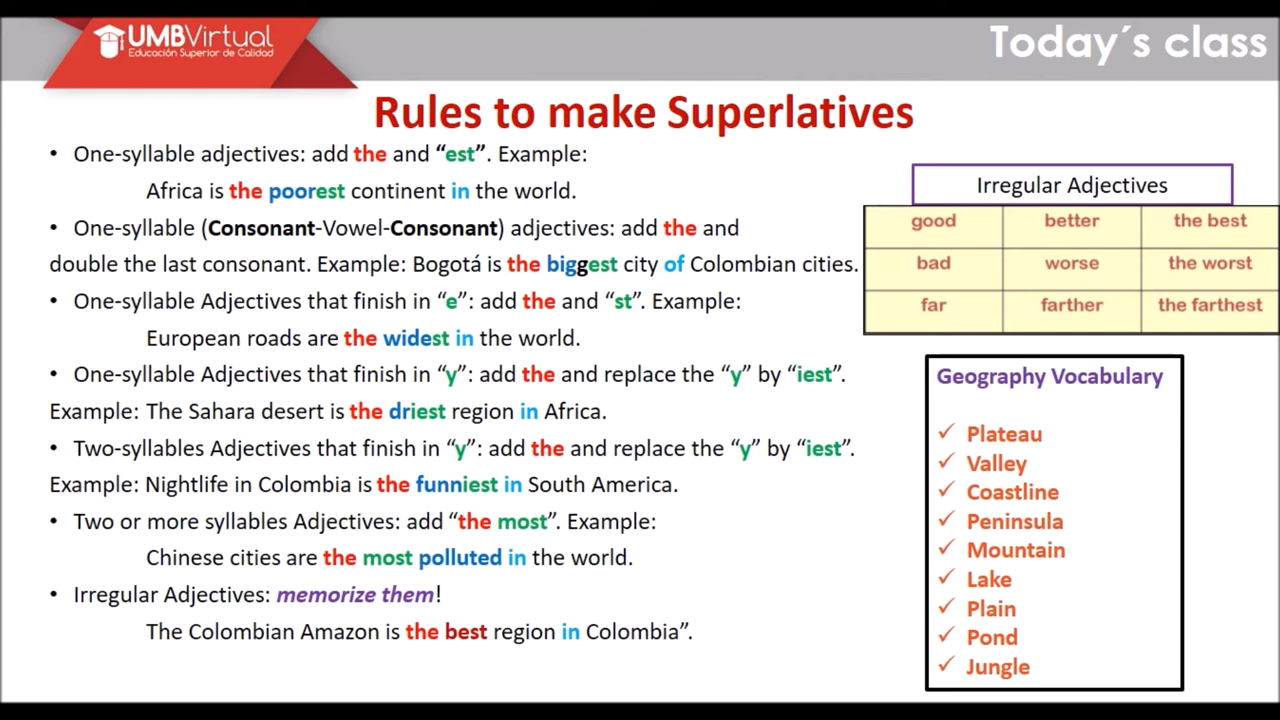 UMBVirtual
Educación Superior de Calidad
Today´s class
Rules to make Superlatives
• One-syllable adjectives: add the and “est”. Example:
Africa is the poorest continent in the world.
• One-syllable (Consonant-Vowel-Consonant) adjectives: add the and
double the last consonant. Example: Bogotá is the biggest city of Colombian cities.
• One-syllable Adjectives that finish in “e”: add the and “st”. Example:
European roads are the widest in the world.
• One-syllable Adjectives that finish in “y”: add the and replace the “y” by “iest”.
Example: The Sahara desert is the driest region in Africa.
• Two-syllables Adjectives that finish in “y”: add the and replace the “y” by “iest”.
Example: Nightlife in Colombia is the funniest in South America.
• Two or more syllables Adjectives: add “the most”. Example:
Chinese cities are the most polluted in the world.
• Irregular Adjectives: memorize them!
The Colombian Amazon is the best region in Colombia”.
Irregular Adjectives
good better the best
bad worse the worst
far farther the farthest
Geography Vocabulary
✓ Plateau
✓ Valley
✓ Coastline
✓ Peninsula
✓ Mountain
✓ Lake
✓ Plain
✓ Pond
✓ Jungle